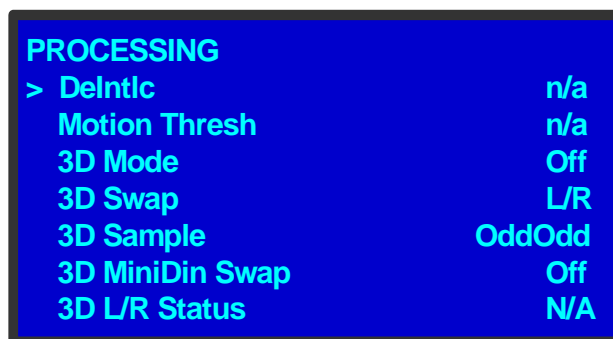 PROCESSING
> DeIntlc n/a
Motion Thresh n/a
3D Mode Off
3D Swap L/R
3D Sample OddOdd
3D MiniDin Swap Off
3D L/R Status N/A